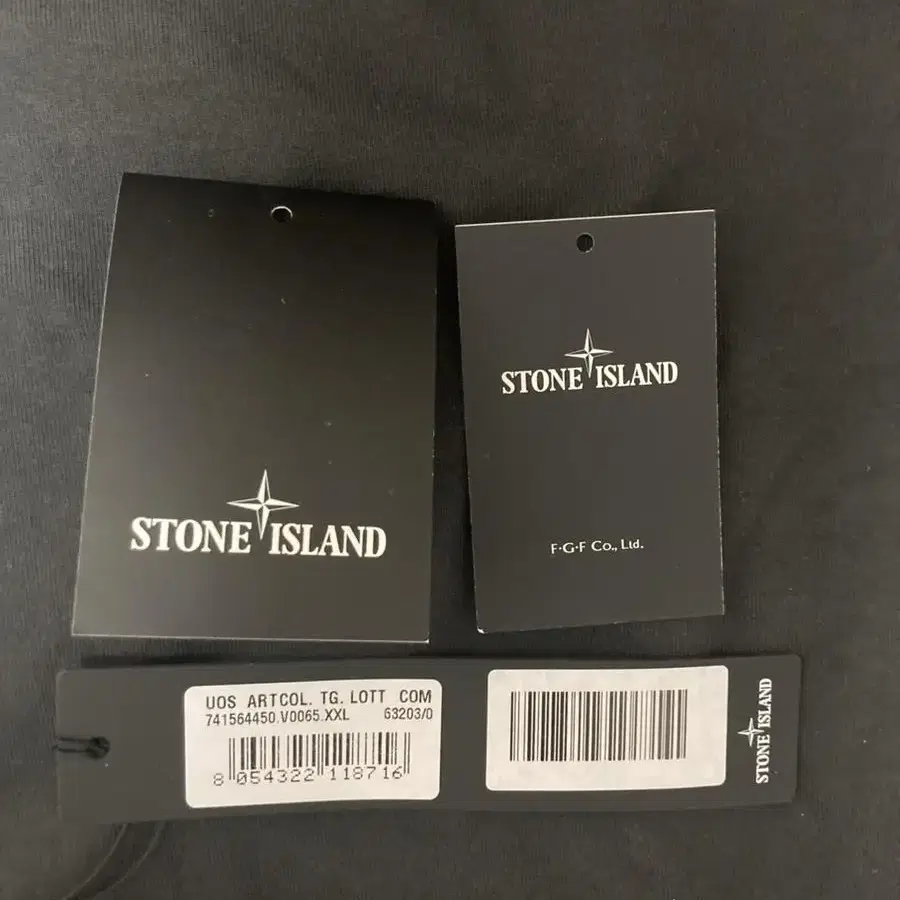 STONE ISLAND
STONE ISLAND
F·G·F Co., Ltd.
UOS ARTCOL. TG. LOTT COM
741564450.V0065.XXL 63203/0
8 054322 118716
STONE ISLAND